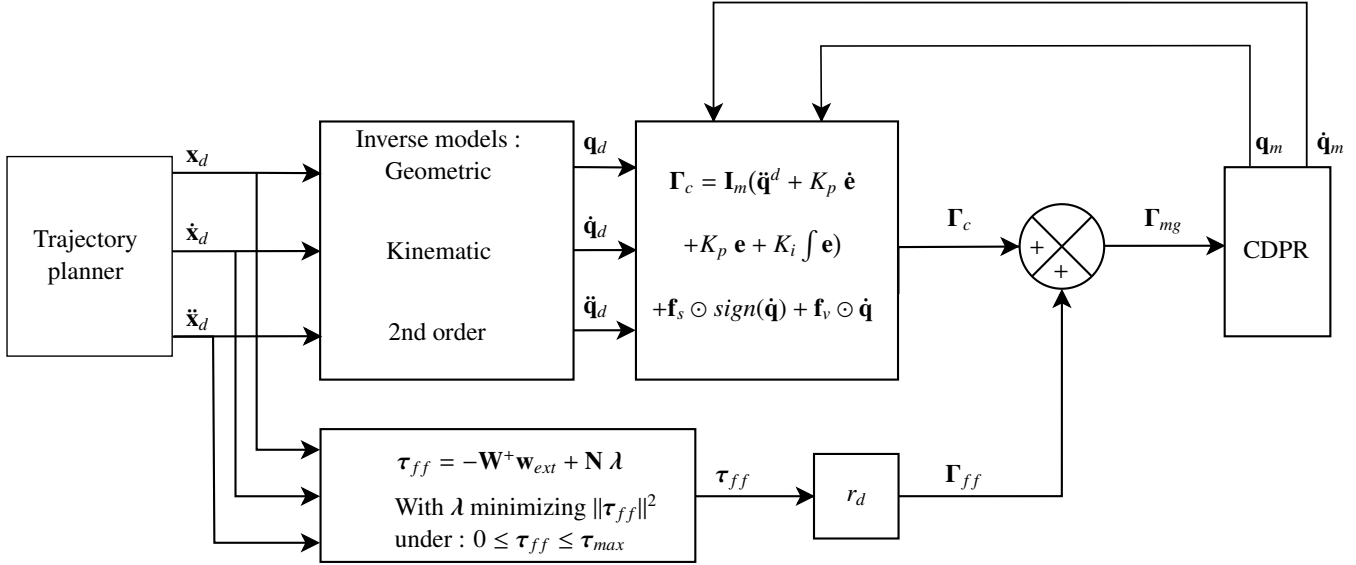 Trajectory
planner
𝐱_d
𝐱̇_d
𝐱̈_d
Inverse models :
Geometric
Kinematic
2nd order
𝐪_d
𝐪̇_d
𝐪̈_d
𝚪_c = 𝐈_m(𝐪̈^d + K_p 𝐞̇
+K_p 𝐞 + K_i ∫ 𝐞)
+𝐟_s ⊙ sign(𝐪̇) + 𝐟_v ⊙ 𝐪̇
𝚪_c
+
+
𝚪_mg
𝐪_m
𝐪̇_m
CDPR
𝛕_ff = −𝐖^+ 𝐰_ext + 𝐍 𝛌
With 𝛌 minimizing ||𝛕_ff||^2
under : 0 ≤ 𝛕_ff ≤ 𝛕_max
𝛕_ff
r_d
𝚪_ff